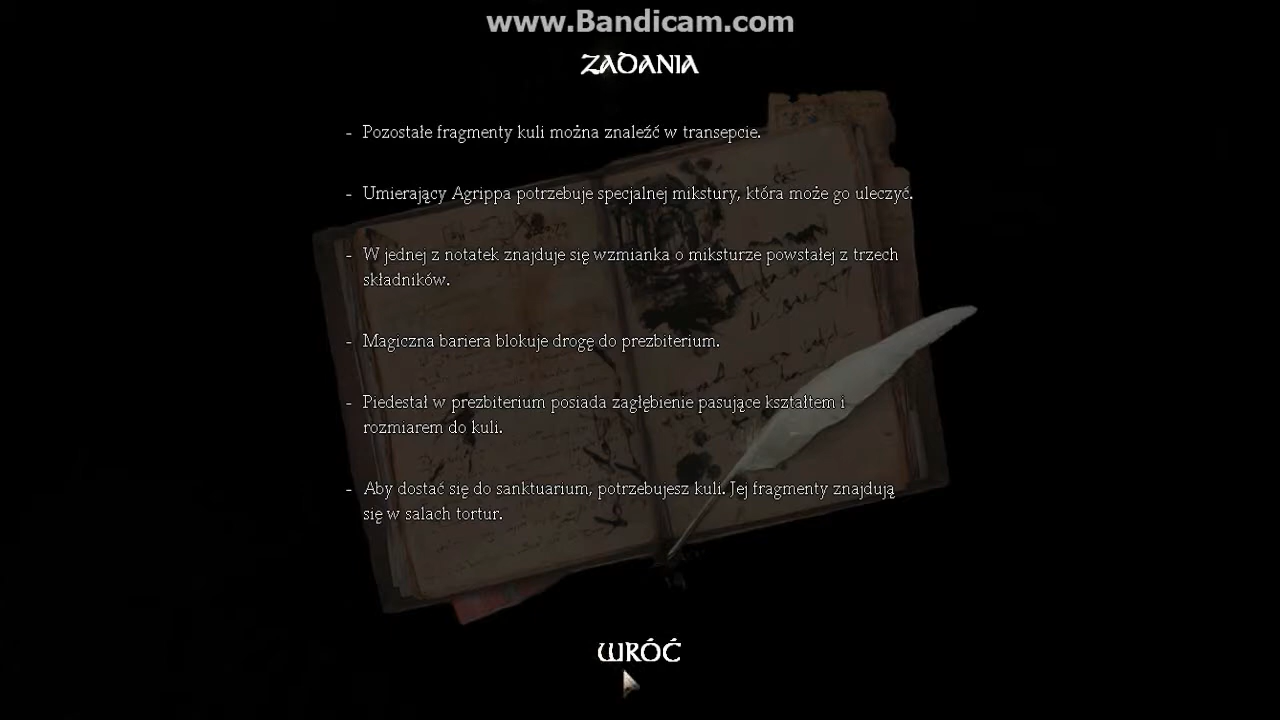 www.Bandicam.com
ZADANIA
- Pozostałe fragmenty kuli można znaleźć w transepcie.
- Umierający Agrippa potrzebuje specjalnej mikstury, która może go uleczyć.
- W jednej z notatek znajduje się wzmianka o miksturze powstałej z trzech
składników.
- Magiczna bariera blokuje drogę do prezbiterium.
- Piedestał w prezbiterium posiada zagłębienie pasujące kształtem i
rozmiarem do kuli.
- Aby dostać się do sanktuarium, potrzebujesz kuli. Jej fragmenty znajdują
się w salach tortur.
WRÓĆ